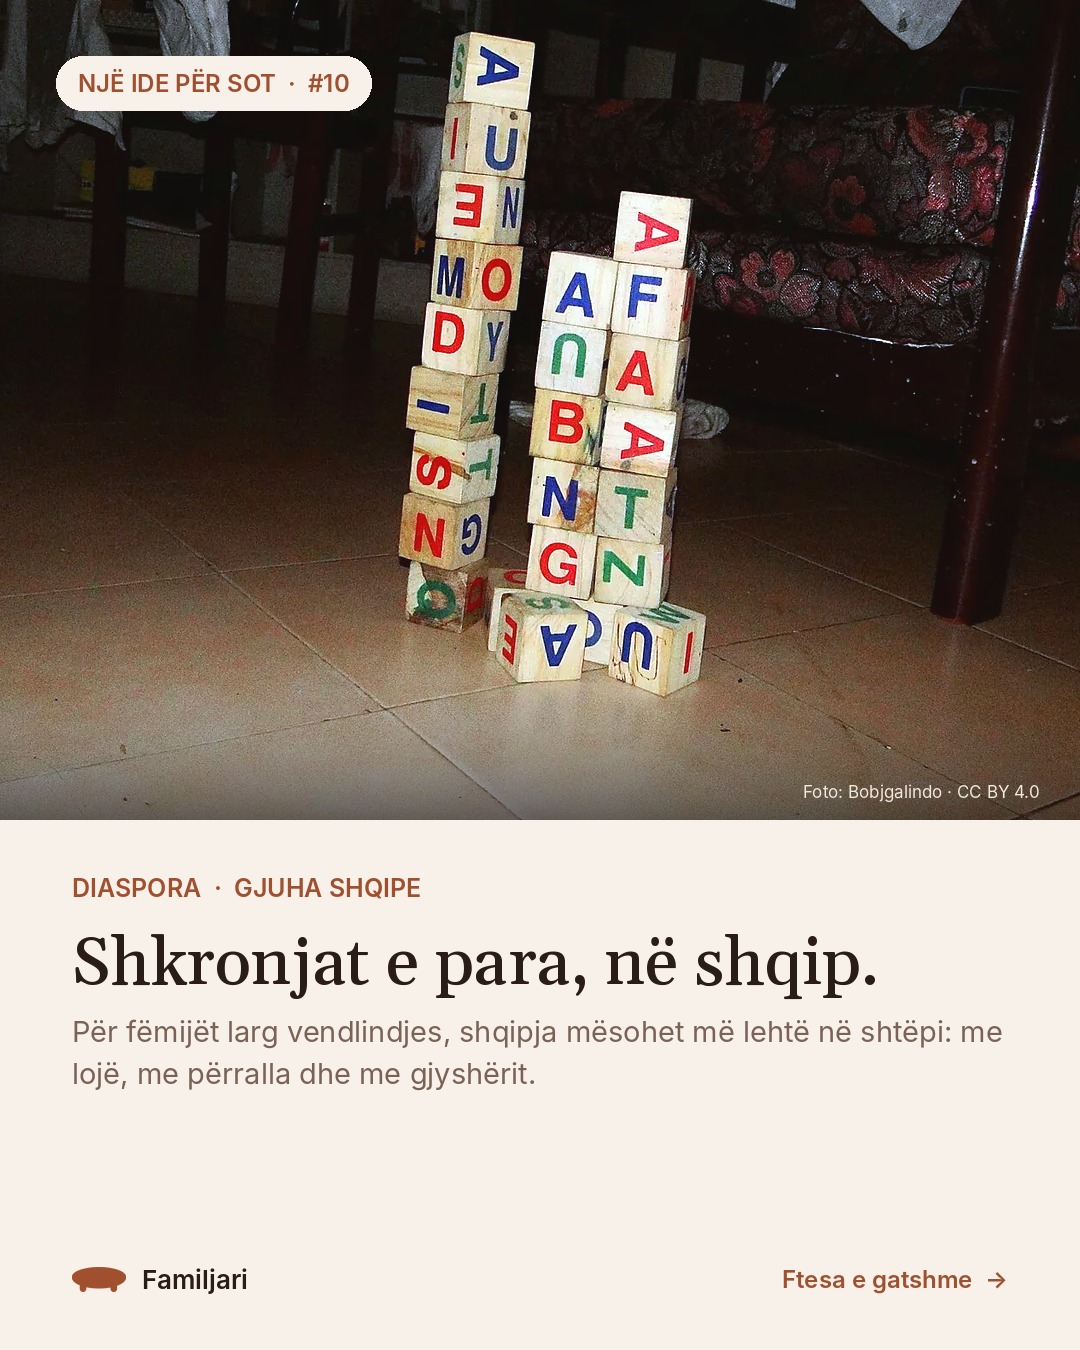 NJË IDE PËR SOT · #10
S A
I U
E N
M O
D Y
I T
S T
N G
Q
A
A F
U A
B A
N T
G N
E S A U M I
Foto: Bobjgalindo · CC BY 4.0
DIASPORA · GJUHA SHQIPE
Shkronjat e para, në shqip.
Për fëmijët larg vendlindjes, shqipja mësohet më lehtë në shtëpi: me
lojë, me përralla dhe me gjyshërit.
Familjari
Ftesa e gatshme →